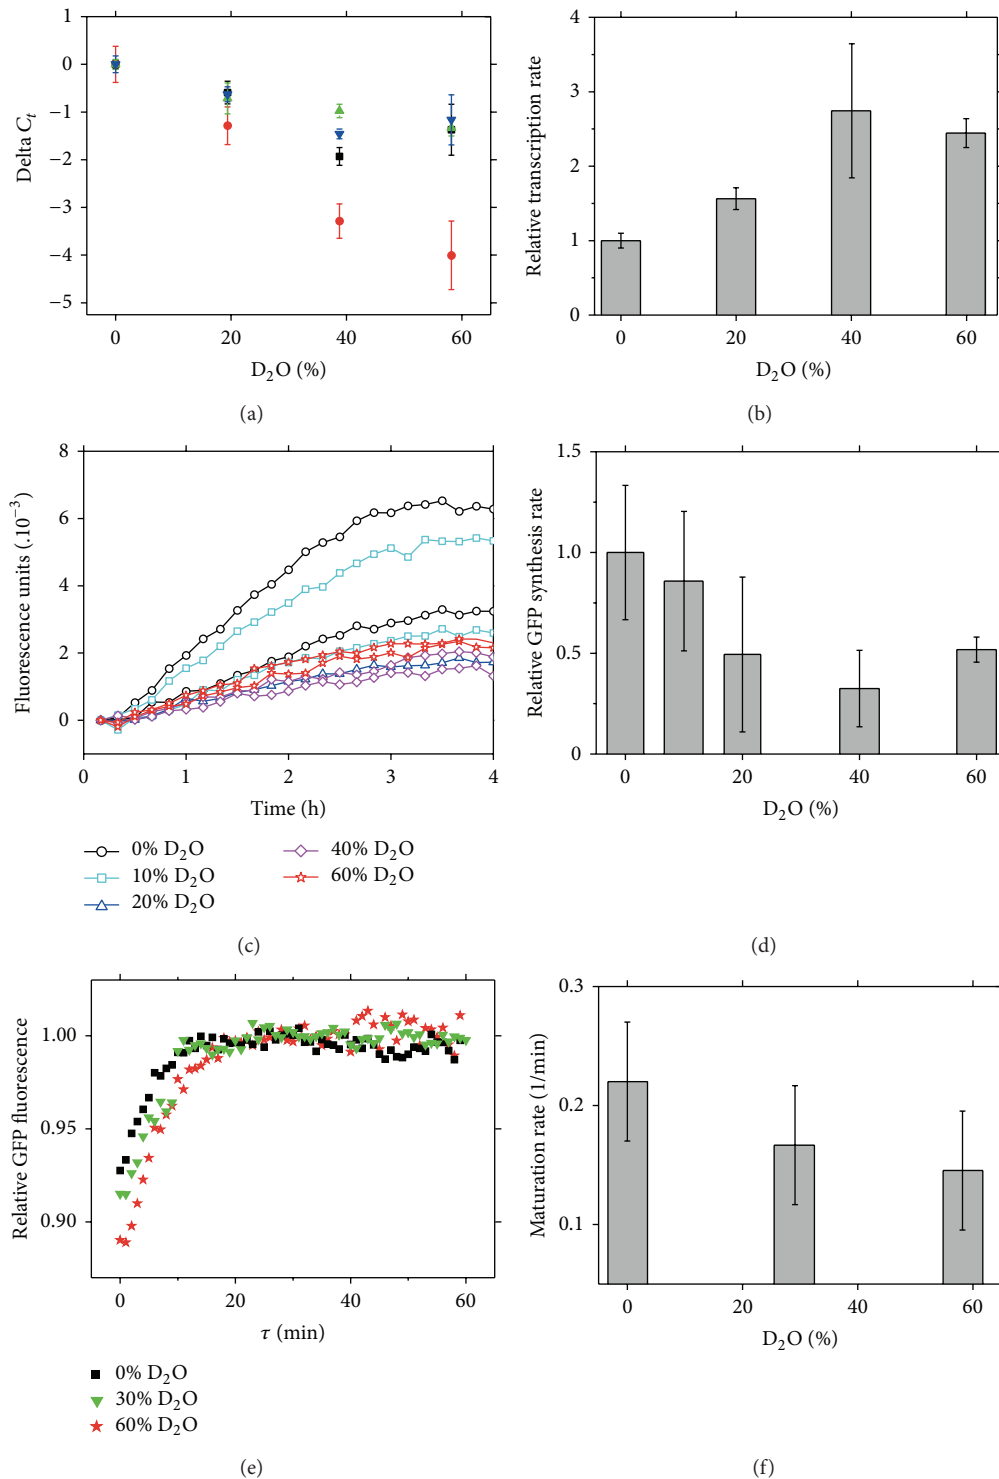 1
0
−1
−2
−3
−4
−5
Delta C_t
0 20 40 60
D₂O (%)
(a)
4
3
2
1
0
Relative transcription rate
0 20 40 60
D₂O (%)
(b)
8
6
4
2
0
Fluorescence units (.10⁻³)
0 1 2 3 4
Time (h)
0% D₂O
10% D₂O
20% D₂O
40% D₂O
60% D₂O
(c)
1.5
1.0
0.5
0
Relative GFP synthesis rate
0 20 40 60
D₂O (%)
(d)
1.00
0.95
0.90
Relative GFP fluorescence
0 20 40 60
τ (min)
0% D₂O
30% D₂O
60% D₂O
(e)
0.3
0.2
0.1
Maturation rate (1/min)
0 20 40 60
D₂O (%)
(f)